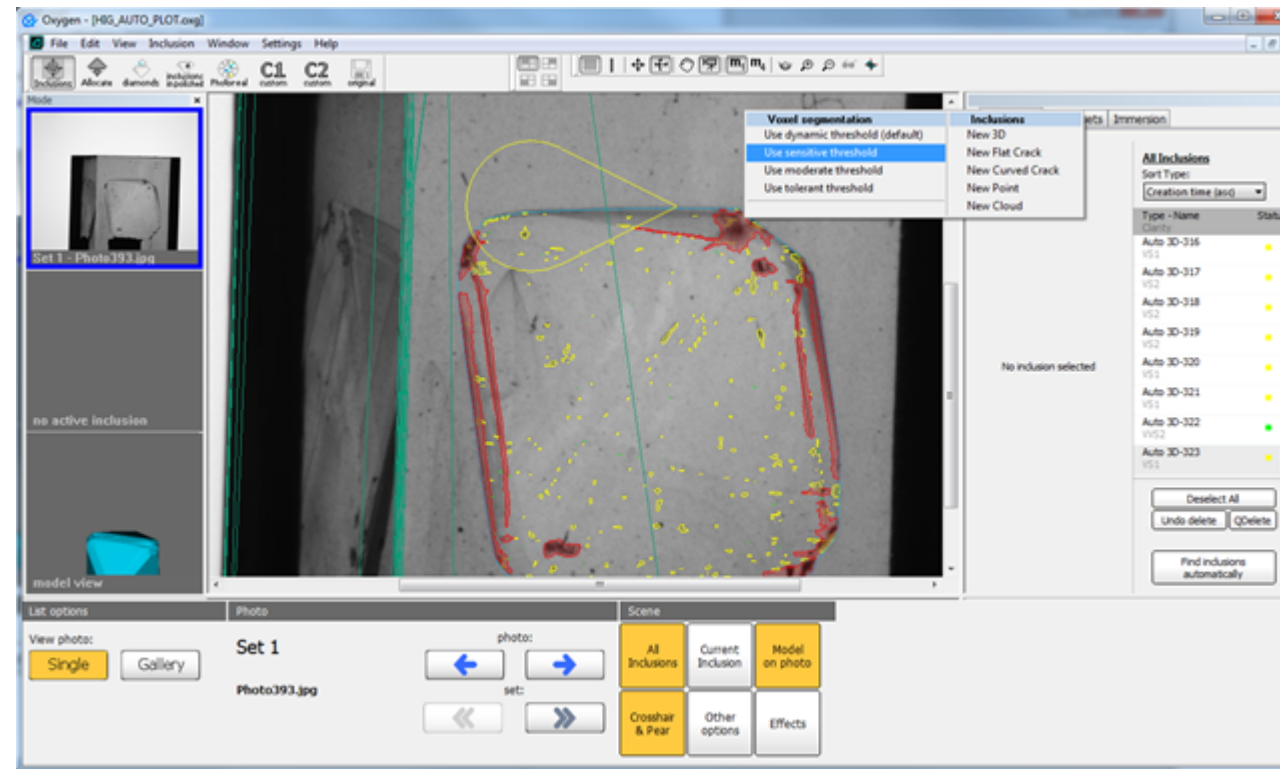 Oxygen - [HIG_AUTO_PLOT.oxg]
File Edit View Inclusion Window Settings Help
Inclusions Allocate diamonds inclusions in polished Photoreal C1 custom C2 custom original
m
Mode
Set 1 - Photo393.jpg
no active inclusion
model view
Voxel segmentation
Use dynamic threshold (default)
Use sensitive threshold
Use moderate threshold
Use tolerant threshold
Inclusions
New 3D
New Flat Crack
New Curved Crack
New Point
New Cloud
ets Immersion
No inclusion selected
All Inclusions
Sort Type:
Creation time (asc)
Type - Name Statu
Clarity
Auto 3D-316
VS1
Auto 3D-317
VS2
Auto 3D-318
VS2
Auto 3D-319
VS2
Auto 3D-320
VS1
Auto 3D-321
VS1
Auto 3D-322
VVS2
Auto 3D-323
VS1
Deselect All
Undo delete QDelete
Find inclusions
automatically
List options
View photo:
Single Gallery
Photo
Set 1
Photo393.jpg
photo:
set:
Scene
All
Inclusions
Current
Inclusion
Model
on photo
Crosshair
& Pear
Other
options
Effects